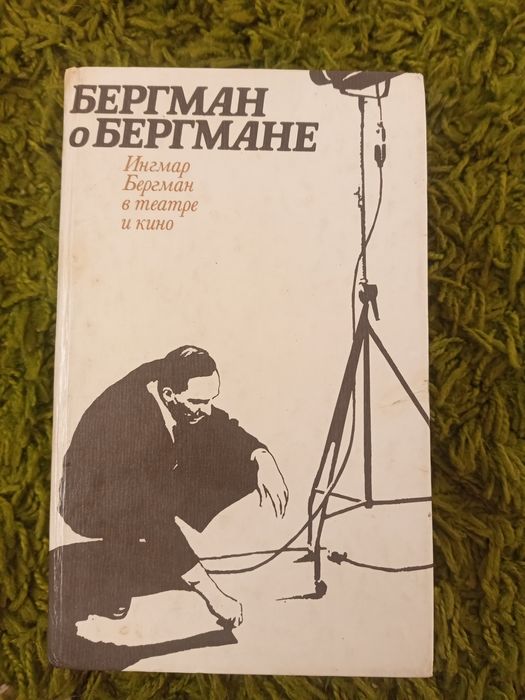 БЕРГМАН
о БЕРГМАНЕ
Ингмар
Бергман
в театре
и кино